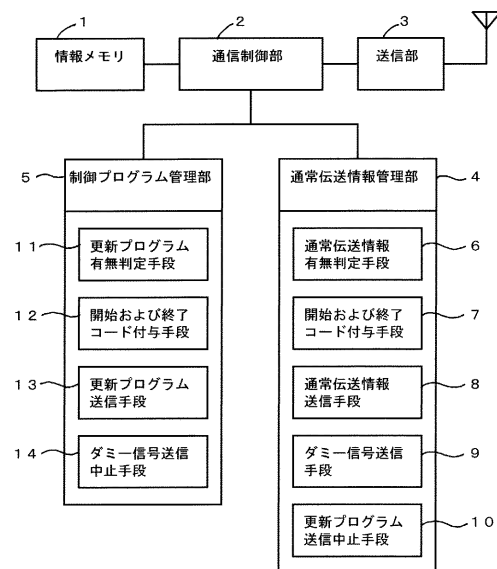 1
2
3
情報メモリ
通信制御部
送信部
5
制御プログラム管理部
通常伝送情報管理部
4
11
更新プログラム
有無判定手段
通常伝送情報
有無判定手段
6
12
開始および終了
コード付与手段
開始および終了
コード付与手段
7
13
更新プログラム
送信手段
通常伝送情報
送信手段
8
14
ダミー信号送信
中止手段
ダミー信号送信
手段
9
更新プログラム
送信中止手段
10